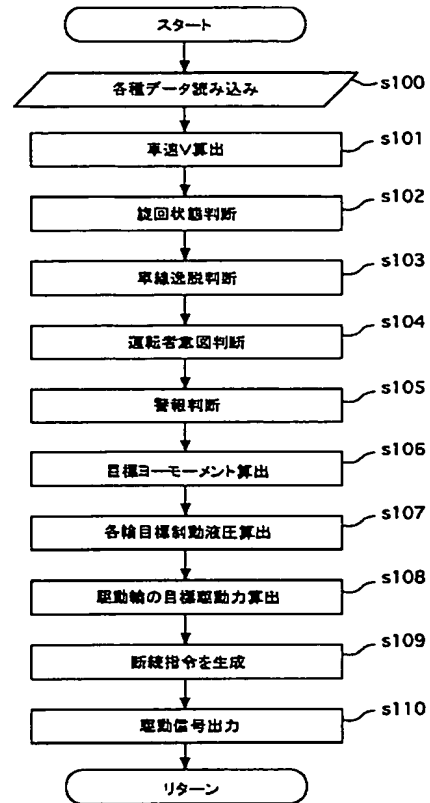 スタート
各種データ読み込み
s100
車速V算出
s101
旋回状態判断
s102
車線逸脱判断
s103
運転者意図判断
s104
警報判断
s105
目標ヨーモーメント算出
s106
各輪目標制動液圧算出
s107
駆動輪の目標駆動力算出
s108
断続指令を生成
s109
駆動信号出力
s110
リターン